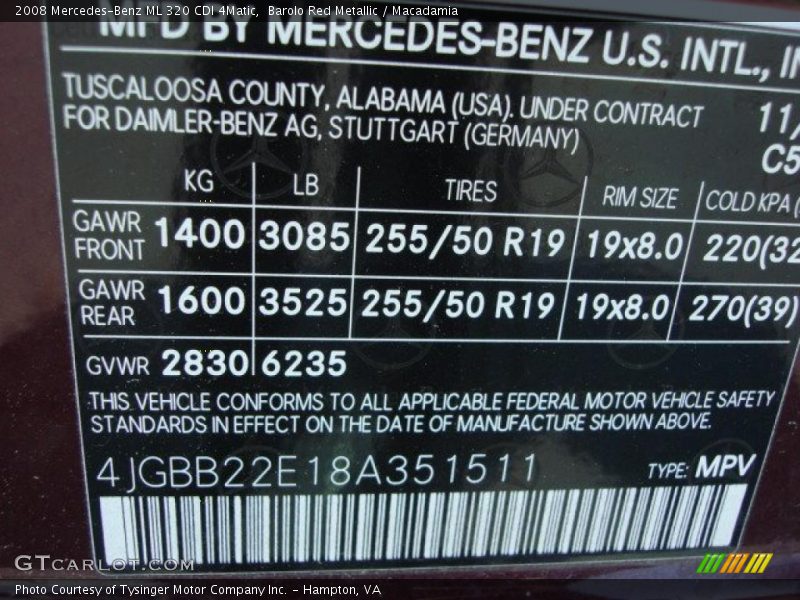 2008 Mercedes-Benz ML 320 CDI 4Matic, Barolo Red Metallic / Macadamia
MFD BY MERCEDES-BENZ U.S. INTL.,
TUSCALOOSA COUNTY, ALABAMA (USA). UNDER CONTRACT 11/
FOR DAIMLER-BENZ AG, STUTTGART (GERMANY) C5
KG LB TIRES RIM SIZE COLD KPA (
GAWR FRONT 1400 3085 255/50 R19 19x8.0 220(32
GAWR REAR 1600 3525 255/50 R19 19x8.0 270(39)
GVWR 2830 6235
THIS VEHICLE CONFORMS TO ALL APPLICABLE FEDERAL MOTOR VEHICLE SAFETY
STANDARDS IN EFFECT ON THE DATE OF MANUFACTURE SHOWN ABOVE.
4JGBB22E18A351511 TYPE: MPV
GTCARLOT.COM
Photo Courtesy of Tysinger Motor Company Inc. - Hampton, VA